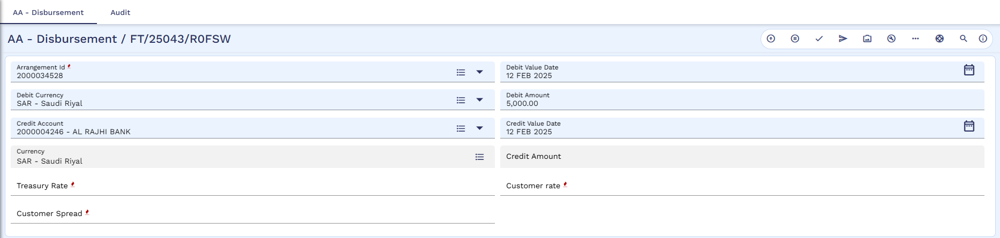 AA - Disbursement
Audit
AA - Disbursement / FT/25043/R0FSW
Arrangement Id
2000034528
Debit Value Date
12 FEB 2025
Debit Currency
SAR - Saudi Riyal
Debit Amount
5,000.00
Credit Account
2000004246 - AL RAJHI BANK
Credit Value Date
12 FEB 2025
Currency
SAR - Saudi Riyal
Credit Amount
Treasury Rate
Customer rate
Customer Spread